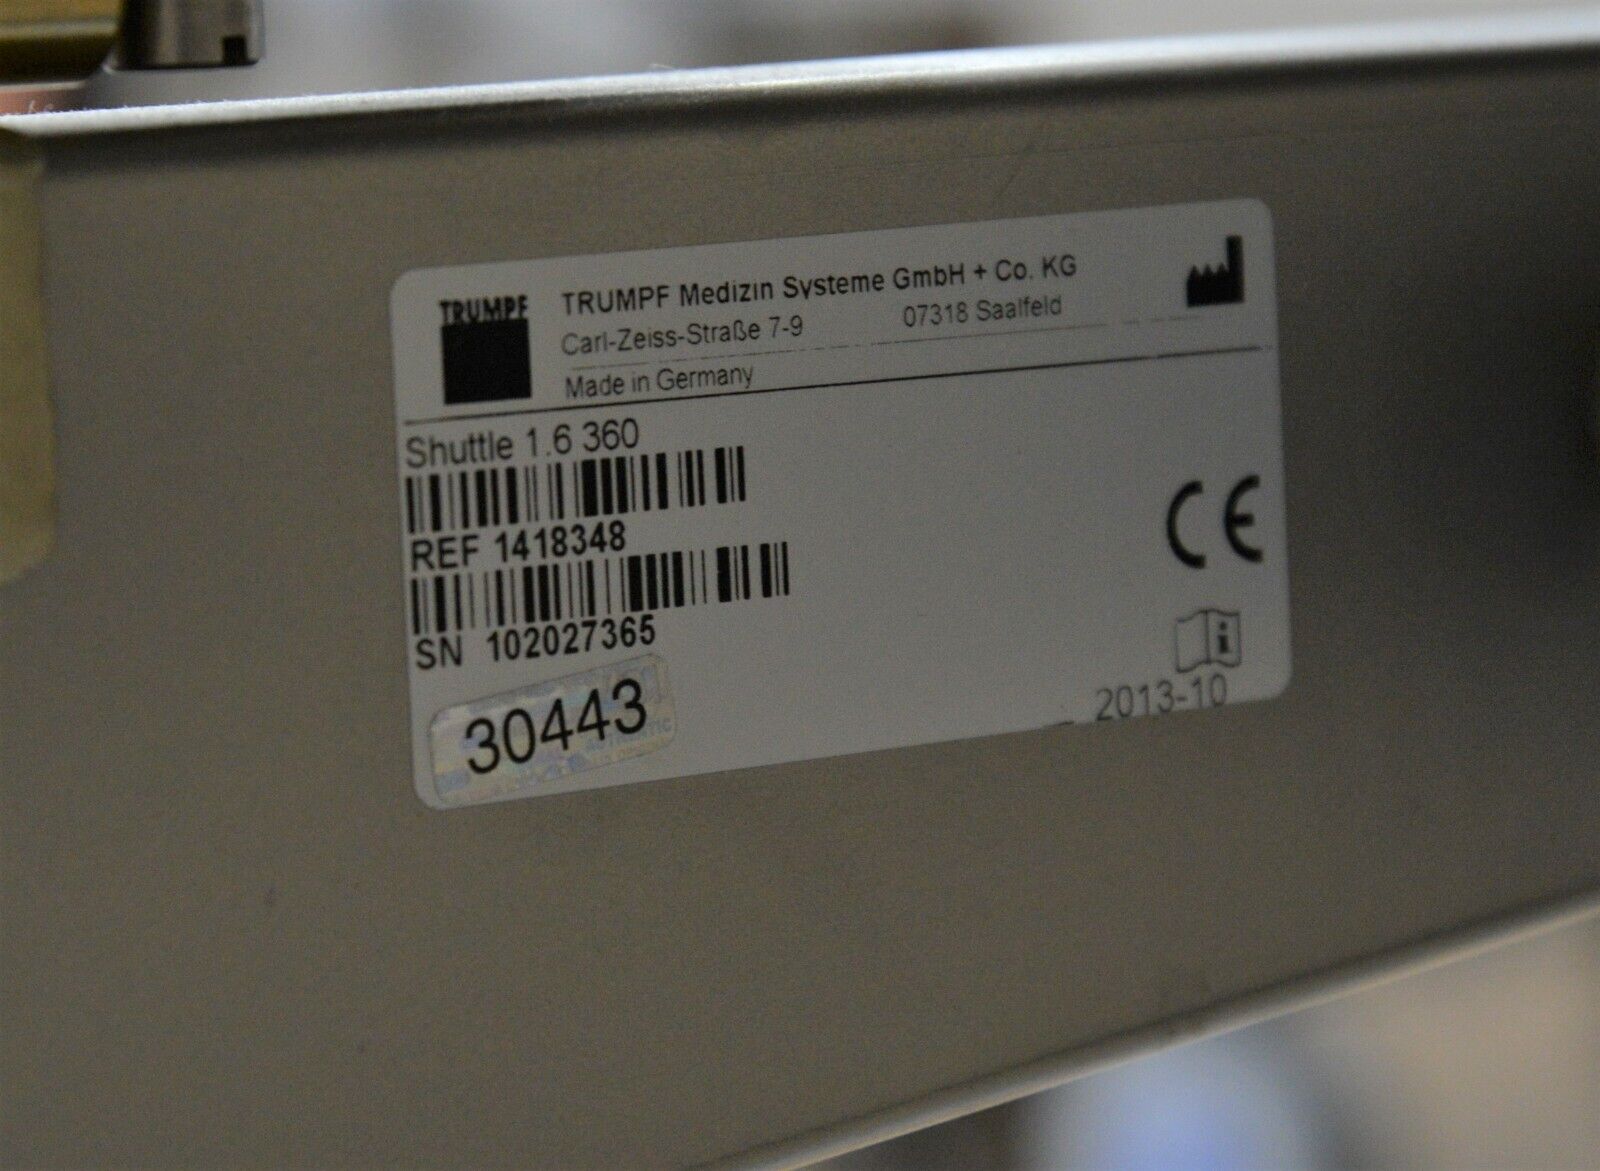 TRUMPF
TRUMPF Medizin Systeme GmbH + Co. KG
Carl-Zeiss-Straße 7-9 07318 Saalfeld
Made in Germany
Shuttle 1.6 360
REF 1418348
SN 102027365
30443
AUTHENTIC
CE
i
2013-10